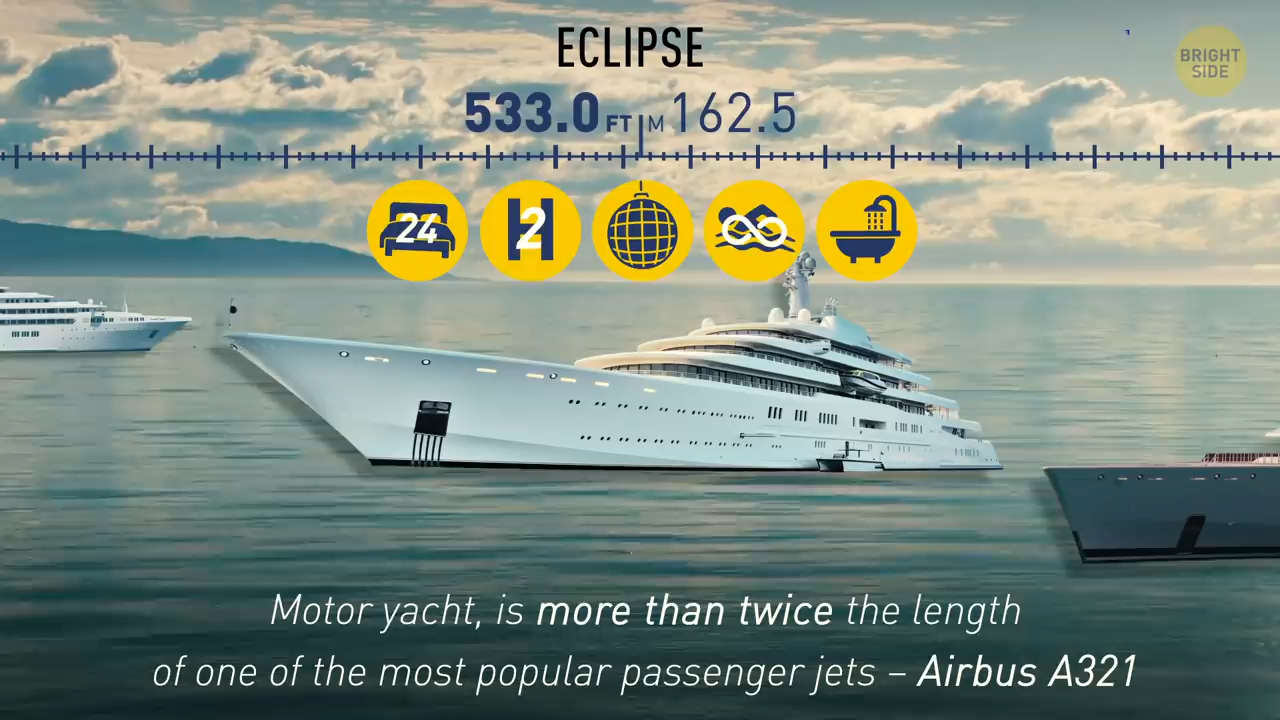 ECLIPSE
BRIGHT
SIDE
533.0 FT M 162.5
24 H 2
Motor yacht, is more than twice the length
of one of the most popular passenger jets – Airbus A321